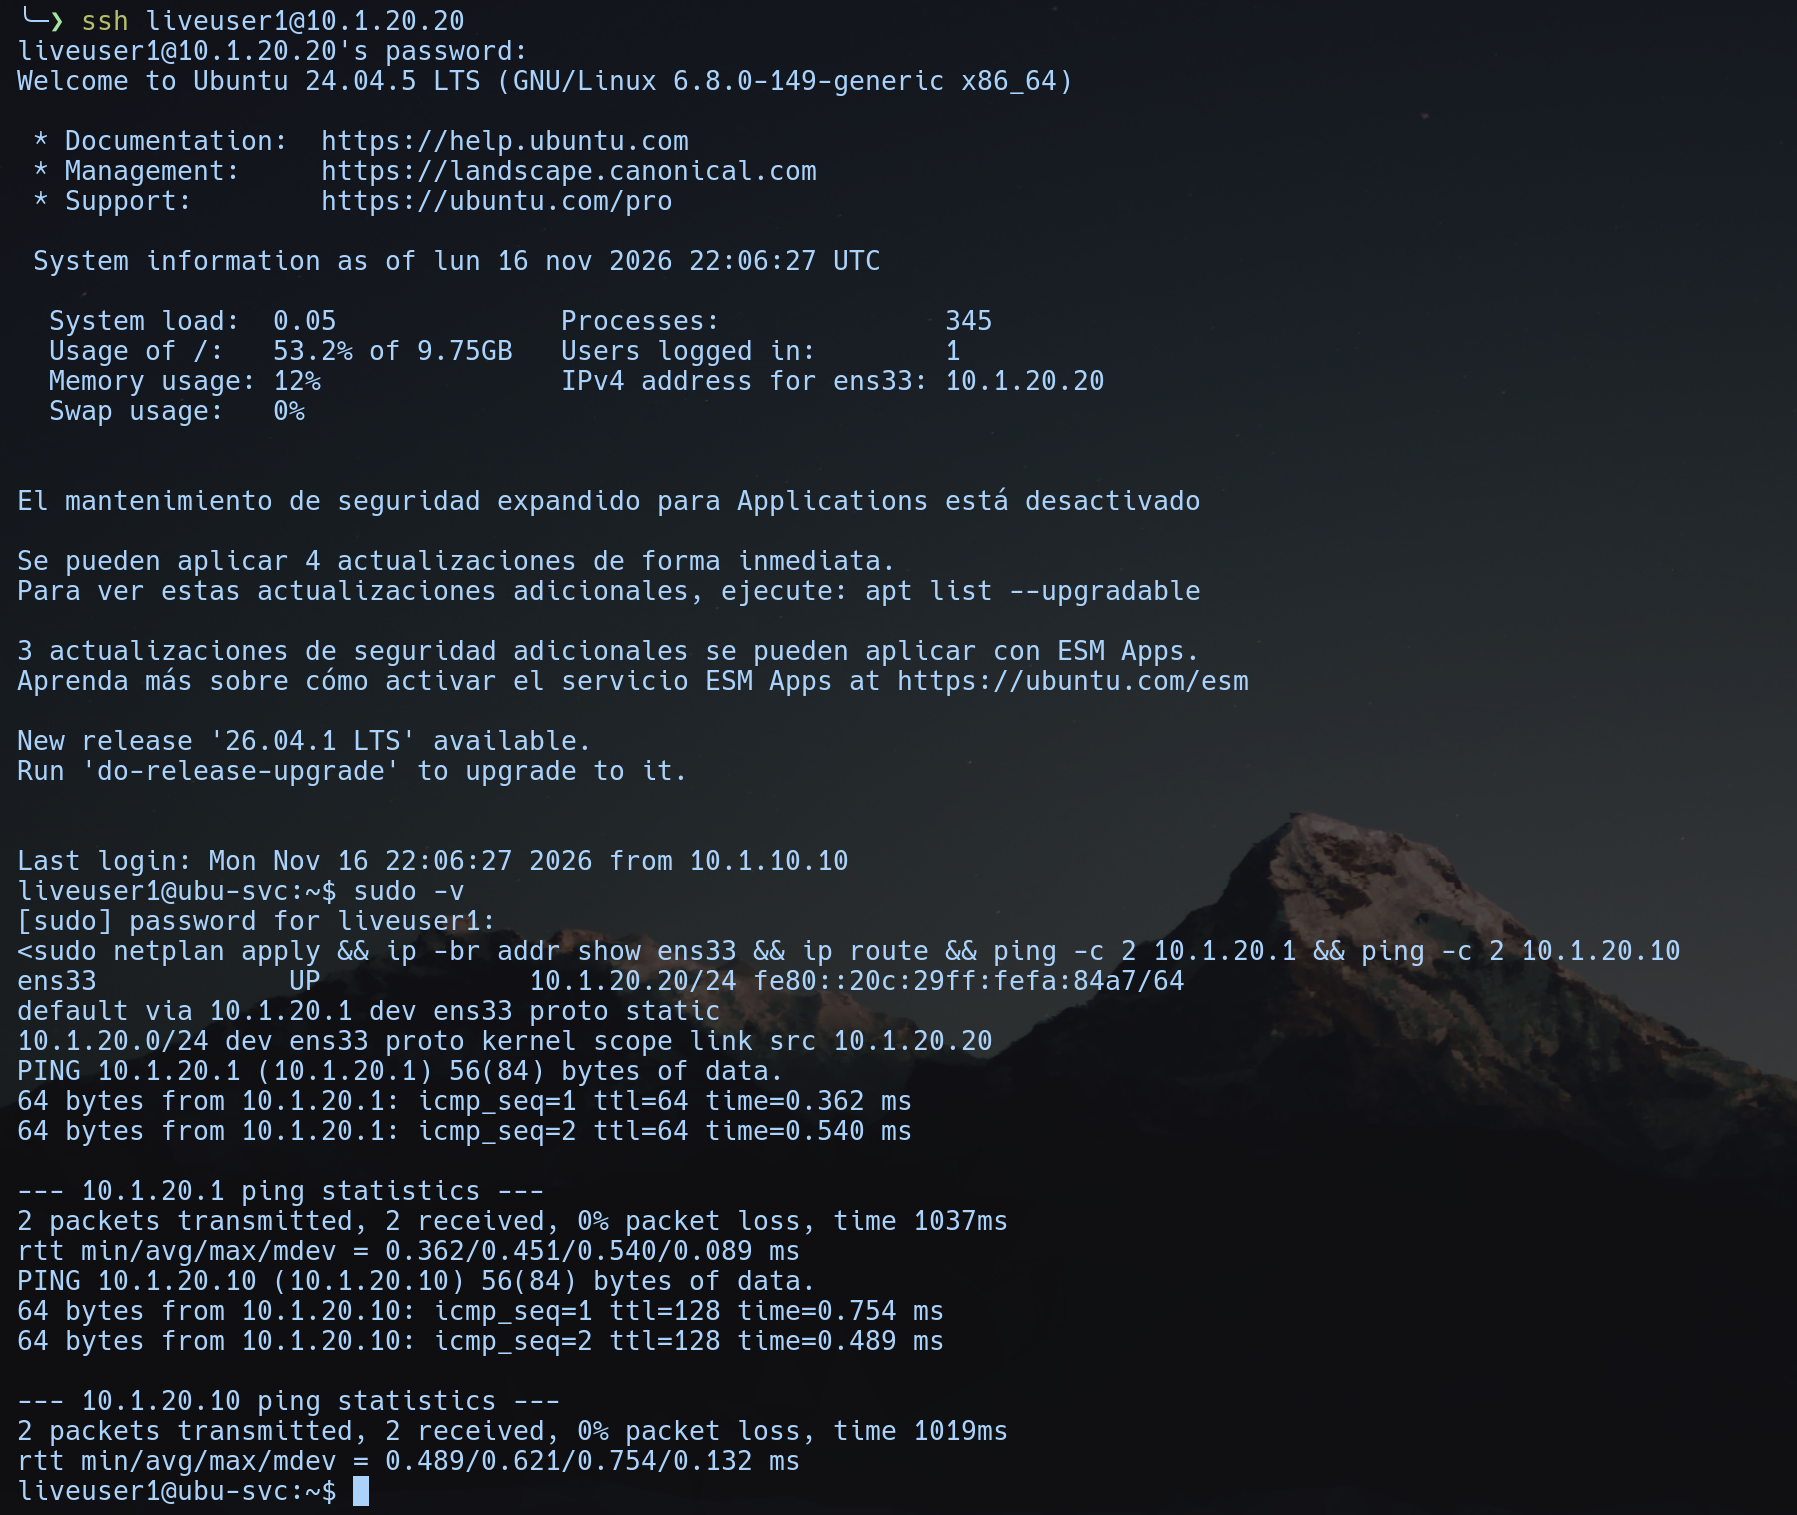 ╰─❯ ssh liveuser1@10.1.20.20
liveuser1@10.1.20.20's password:
Welcome to Ubuntu 24.04.5 LTS (GNU/Linux 6.8.0-149-generic x86_64)

 * Documentation:  https://help.ubuntu.com
 * Management:     https://landscape.canonical.com
 * Support:        https://ubuntu.com/pro

 System information as of lun 16 nov 2026 22:06:27 UTC

  System load:  0.05              Processes:              345
  Usage of /:   53.2% of 9.75GB   Users logged in:        1
  Memory usage: 12%               IPv4 address for ens33: 10.1.20.20
  Swap usage:   0%


El mantenimiento de seguridad expandido para Applications está desactivado

Se pueden aplicar 4 actualizaciones de forma inmediata.
Para ver estas actualizaciones adicionales, ejecute: apt list --upgradable

3 actualizaciones de seguridad adicionales se pueden aplicar con ESM Apps.
Aprenda más sobre cómo activar el servicio ESM Apps at https://ubuntu.com/esm

New release '26.04.1 LTS' available.
Run 'do-release-upgrade' to upgrade to it.


Last login: Mon Nov 16 22:06:27 2026 from 10.1.10.10
liveuser1@ubu-svc:~$ sudo -v
[sudo] password for liveuser1:
<sudo netplan apply && ip -br addr show ens33 && ip route && ping -c 2 10.1.20.1 && ping -c 2 10.1.20.10
ens33            UP             10.1.20.20/24 fe80::20c:29ff:fefa:84a7/64
default via 10.1.20.1 dev ens33 proto static
10.1.20.0/24 dev ens33 proto kernel scope link src 10.1.20.20
PING 10.1.20.1 (10.1.20.1) 56(84) bytes of data.
64 bytes from 10.1.20.1: icmp_seq=1 ttl=64 time=0.362 ms
64 bytes from 10.1.20.1: icmp_seq=2 ttl=64 time=0.540 ms

--- 10.1.20.1 ping statistics ---
2 packets transmitted, 2 received, 0% packet loss, time 1037ms
rtt min/avg/max/mdev = 0.362/0.451/0.540/0.089 ms
PING 10.1.20.10 (10.1.20.10) 56(84) bytes of data.
64 bytes from 10.1.20.10: icmp_seq=1 ttl=128 time=0.754 ms
64 bytes from 10.1.20.10: icmp_seq=2 ttl=128 time=0.489 ms

--- 10.1.20.10 ping statistics ---
2 packets transmitted, 2 received, 0% packet loss, time 1019ms
rtt min/avg/max/mdev = 0.489/0.621/0.754/0.132 ms
liveuser1@ubu-svc:~$